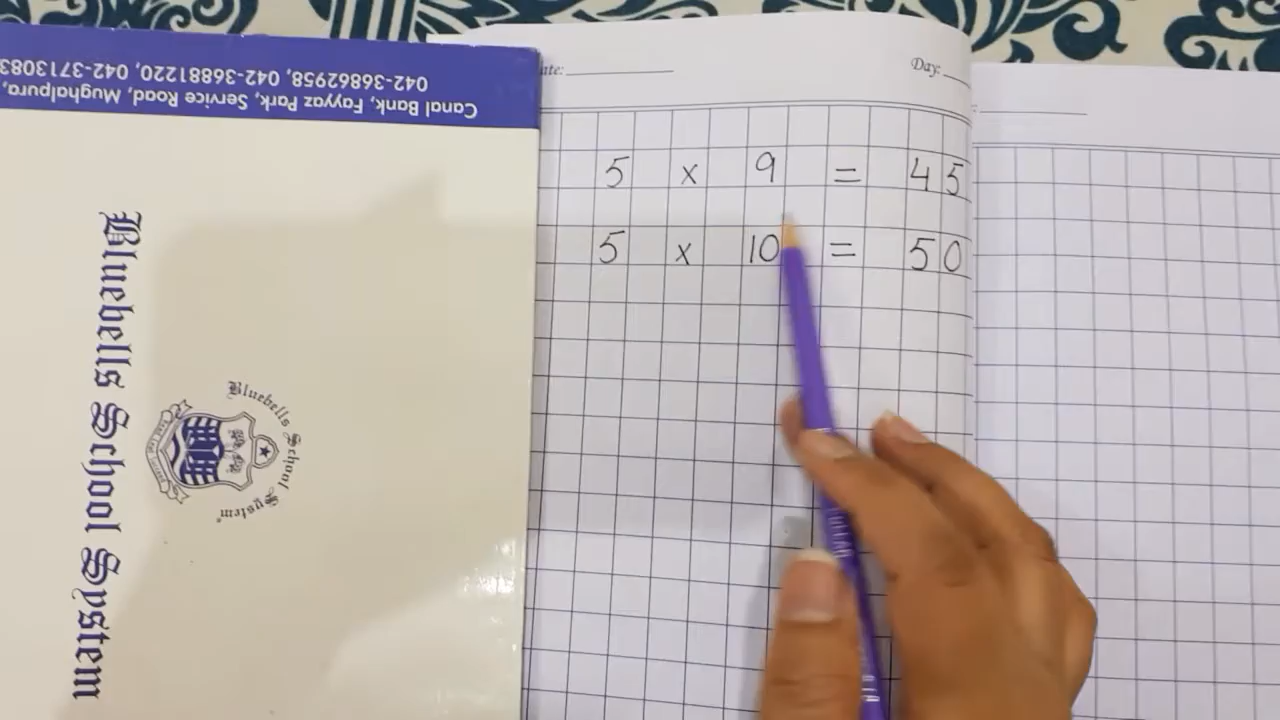 Canal Bank, Fayyaz Park, Service Road, Mughalpura,
042-36862958, 042-36881220, 042-3713083
Bluebells School System
Bluebells School System®
Day:
5 × 9 = 45
5 × 10 = 50